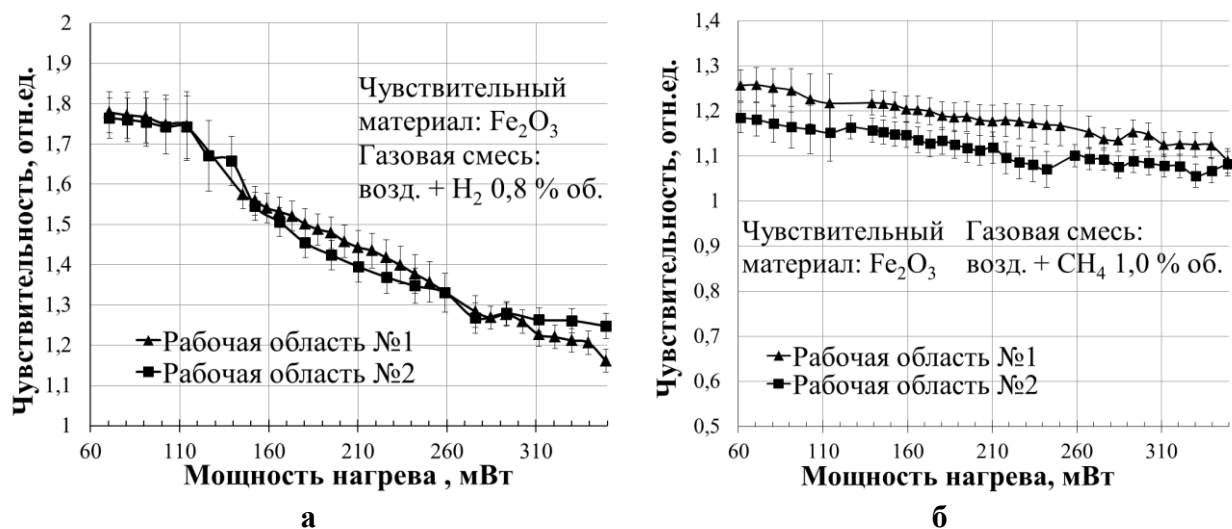 Чувствительность, отн.ед.
2
1,9
1,8
1,7
1,6
1,5
1,4
1,3
1,2
1,1
1
Чувствительный
материал: Fe₂O₃
Газовая смесь:
возд. + H₂ 0,8 % об.
Рабочая область №1
Рабочая область №2
60 110 160 210 260 310
Мощность нагрева , мВт
а
Чувствительность, отн.ед.
1,4
1,3
1,2
1,1
1
0,9
0,8
0,7
0,6
0,5
Чувствительный
материал: Fe₂O₃
Газовая смесь:
возд. + CH₄ 1,0 % об.
Рабочая область №1
Рабочая область №2
60 110 160 210 260 310
Мощность нагрева, мВт
б